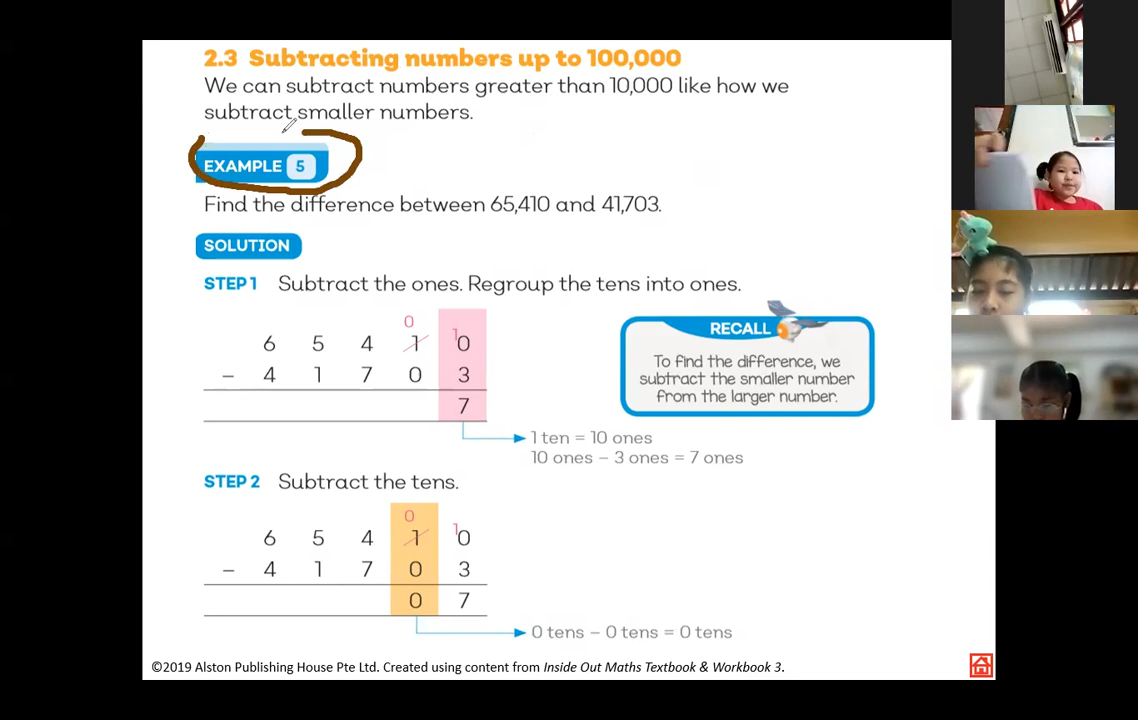 2.3 Subtracting numbers up to 100,000
We can subtract numbers greater than 10,000 like how we
subtract smaller numbers.
EXAMPLE 5
Find the difference between 65,410 and 41,703.
SOLUTION
STEP 1 Subtract the ones. Regroup the tens into ones.
0
6 5 4 1 10
– 4 1 7 0 3
7
1 ten = 10 ones
10 ones – 3 ones = 7 ones
RECALL
To find the difference, we
subtract the smaller number
from the larger number.
STEP 2 Subtract the tens.
0
6 5 4 1 10
– 4 1 7 0 3
0 7
0 tens – 0 tens = 0 tens
©2019 Alston Publishing House Pte Ltd. Created using content from Inside Out Maths Textbook & Workbook 3.